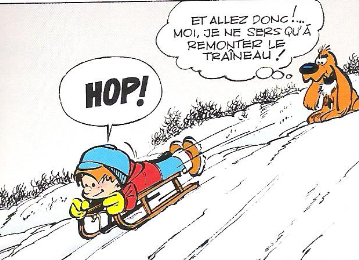 ET ALLEZ DONC!...
MOI, JE NE SERS QU'À
REMONTER LE
TRAÎNEAU!
HOP!